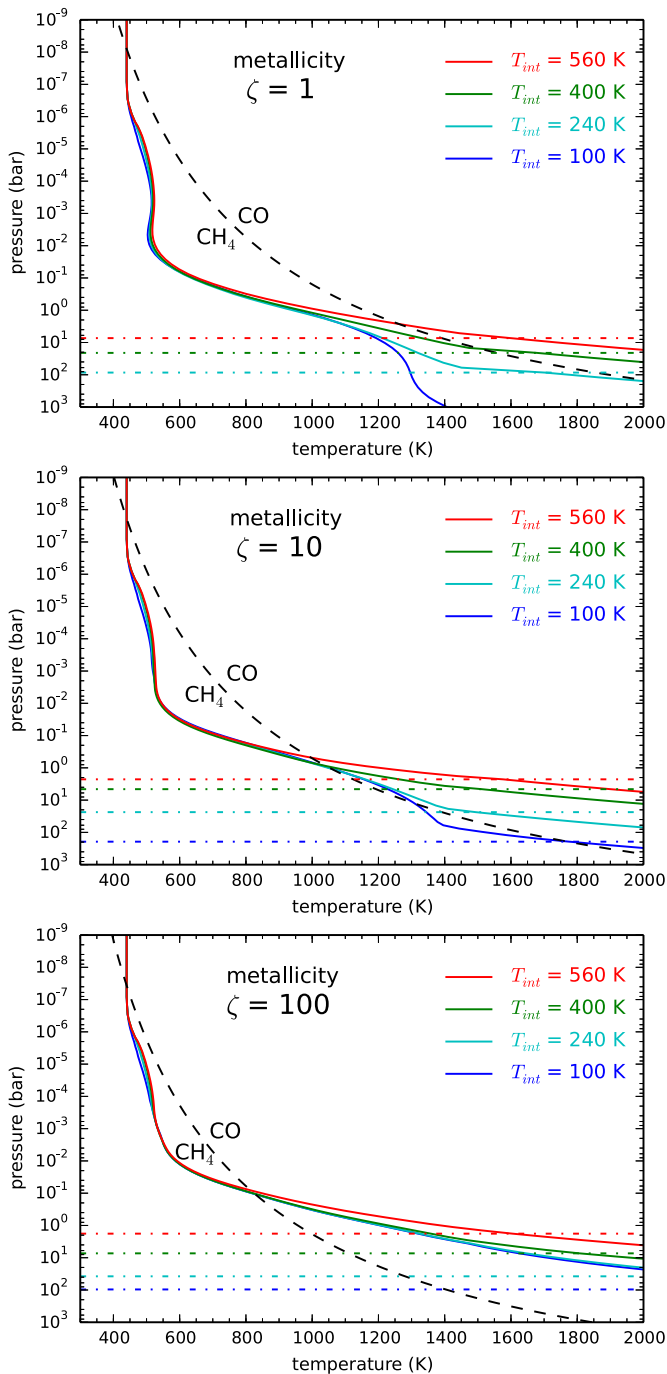 10⁻⁹
10⁻⁸
10⁻⁷
10⁻⁶
10⁻⁵
10⁻⁴
10⁻³
10⁻²
10⁻¹
10⁰
10¹
10²
10³
pressure (bar)
metallicity
ζ = 1
T_int = 560 K
T_int = 400 K
T_int = 240 K
T_int = 100 K
CO
CH₄
400 600 800 1000 1200 1400 1600 1800 2000
temperature (K)
10⁻⁹
10⁻⁸
10⁻⁷
10⁻⁶
10⁻⁵
10⁻⁴
10⁻³
10⁻²
10⁻¹
10⁰
10¹
10²
10³
pressure (bar)
metallicity
ζ = 10
T_int = 560 K
T_int = 400 K
T_int = 240 K
T_int = 100 K
CO
CH₄
400 600 800 1000 1200 1400 1600 1800 2000
temperature (K)
10⁻⁹
10⁻⁸
10⁻⁷
10⁻⁶
10⁻⁵
10⁻⁴
10⁻³
10⁻²
10⁻¹
10⁰
10¹
10²
10³
pressure (bar)
metallicity
ζ = 100
T_int = 560 K
T_int = 400 K
T_int = 240 K
T_int = 100 K
CO
CH₄
400 600 800 1000 1200 1400 1600 1800 2000
temperature (K)